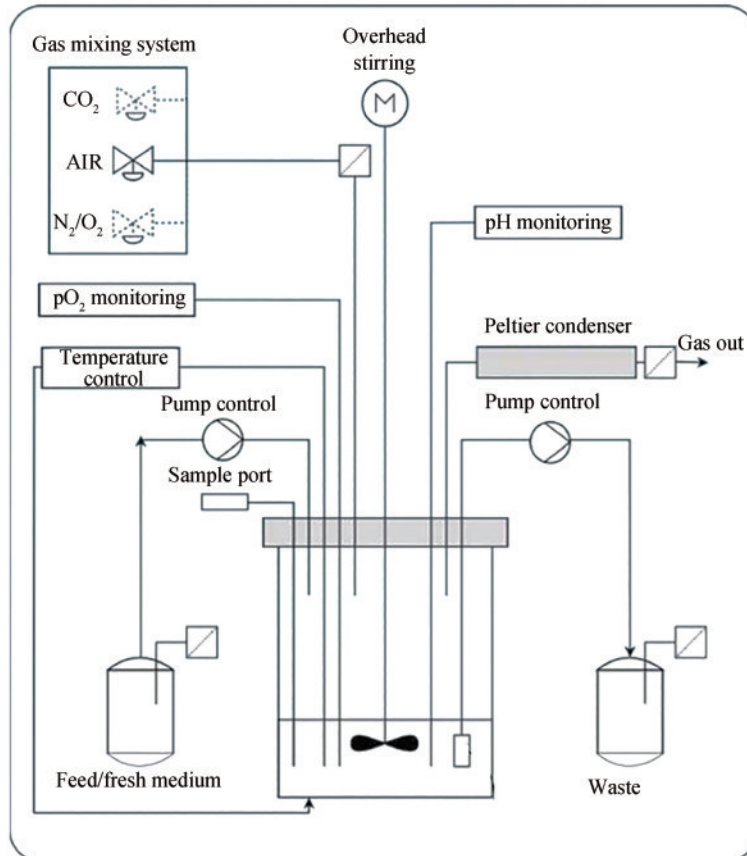 Gas mixing system
CO₂
AIR
N₂/O₂
Overhead
stirring
M
pH monitoring
pO₂ monitoring
Peltier condenser
Gas out
Temperature
control
Pump control
Pump control
Sample port
Feed/fresh medium
Waste